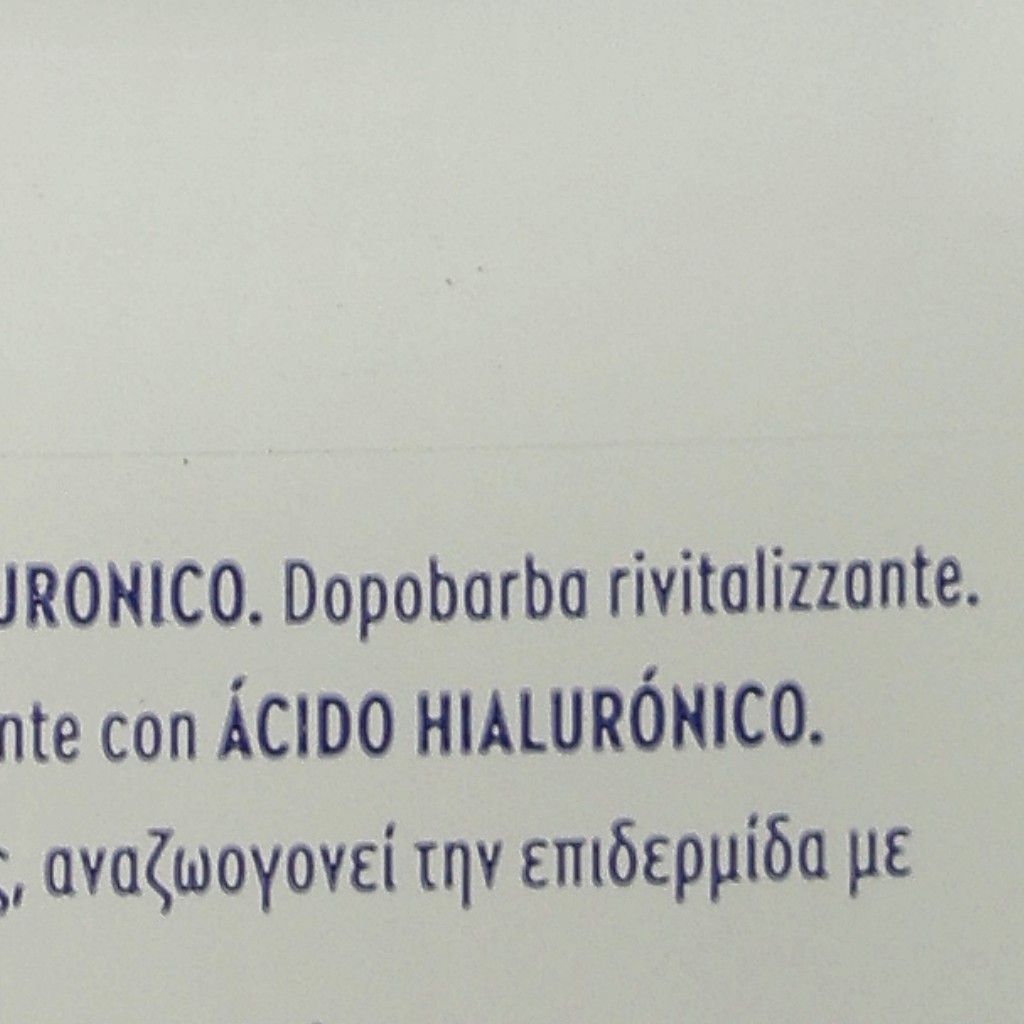 URONICO. Dopobarba rivitalizzante.
nte con ÁCIDO HIALURÓNICO.
ς, αναζωογονεί την επιδερμίδα με